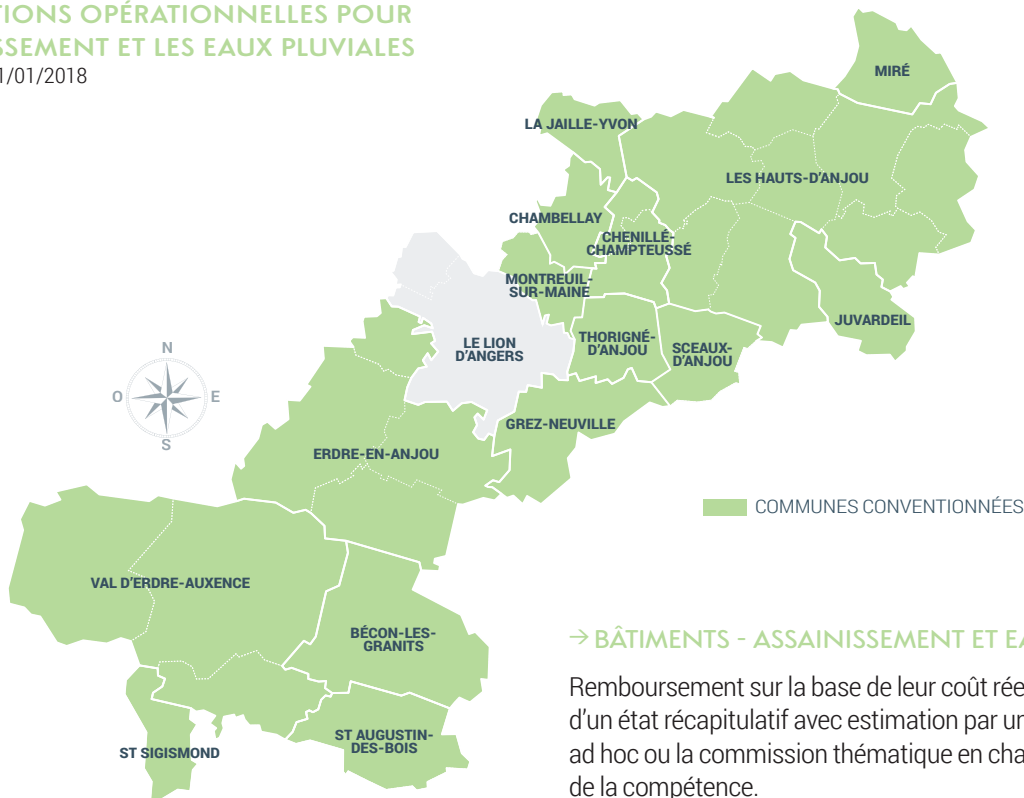 TIONS OPÉRATIONNELLES POUR
SSEMENT ET LES EAUX PLUVIALES
1/01/2018
MIRÉ
LA JAILLE-YVON
LES HAUTS-D'ANJOU
CHAMBELLAY
CHENILLÉ-
CHAMPTEUSSÉ
MONTREUIL-
SUR-MAINE
JUVARDEIL
THORIGNÉ-
D'ANJOU
SCEAUX-
D'ANJOU
LE LION
D'ANGERS
N
O
E
S
GREZ-NEUVILLE
ERDRE-EN-ANJOU
COMMUNES CONVENTIONNÉES
VAL D'ERDRE-AUXENCE
BÉCON-LES-
GRANITS
ST AUGUSTIN-
DES-BOIS
ST SIGISMOND
→ BÂTIMENTS - ASSAINISSEMENT ET EA
Remboursement sur la base de leur coût rée
d'un état récapitulatif avec estimation par un
ad hoc ou la commission thématique en cha
de la compétence.